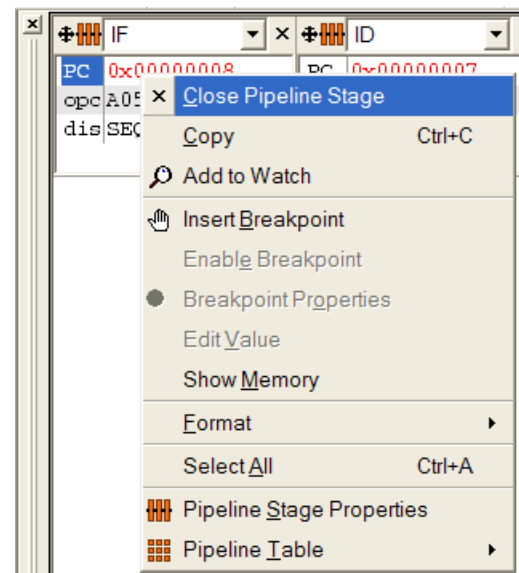 IF ID
PC 0x00000008 PC 0x00000007
opc A05
dis SEQ
Close Pipeline Stage
Copy Ctrl+C
Add to Watch
Insert Breakpoint
Enable Breakpoint
Breakpoint Properties
Edit Value
Show Memory
Format
Select All Ctrl+A
Pipeline Stage Properties
Pipeline Table